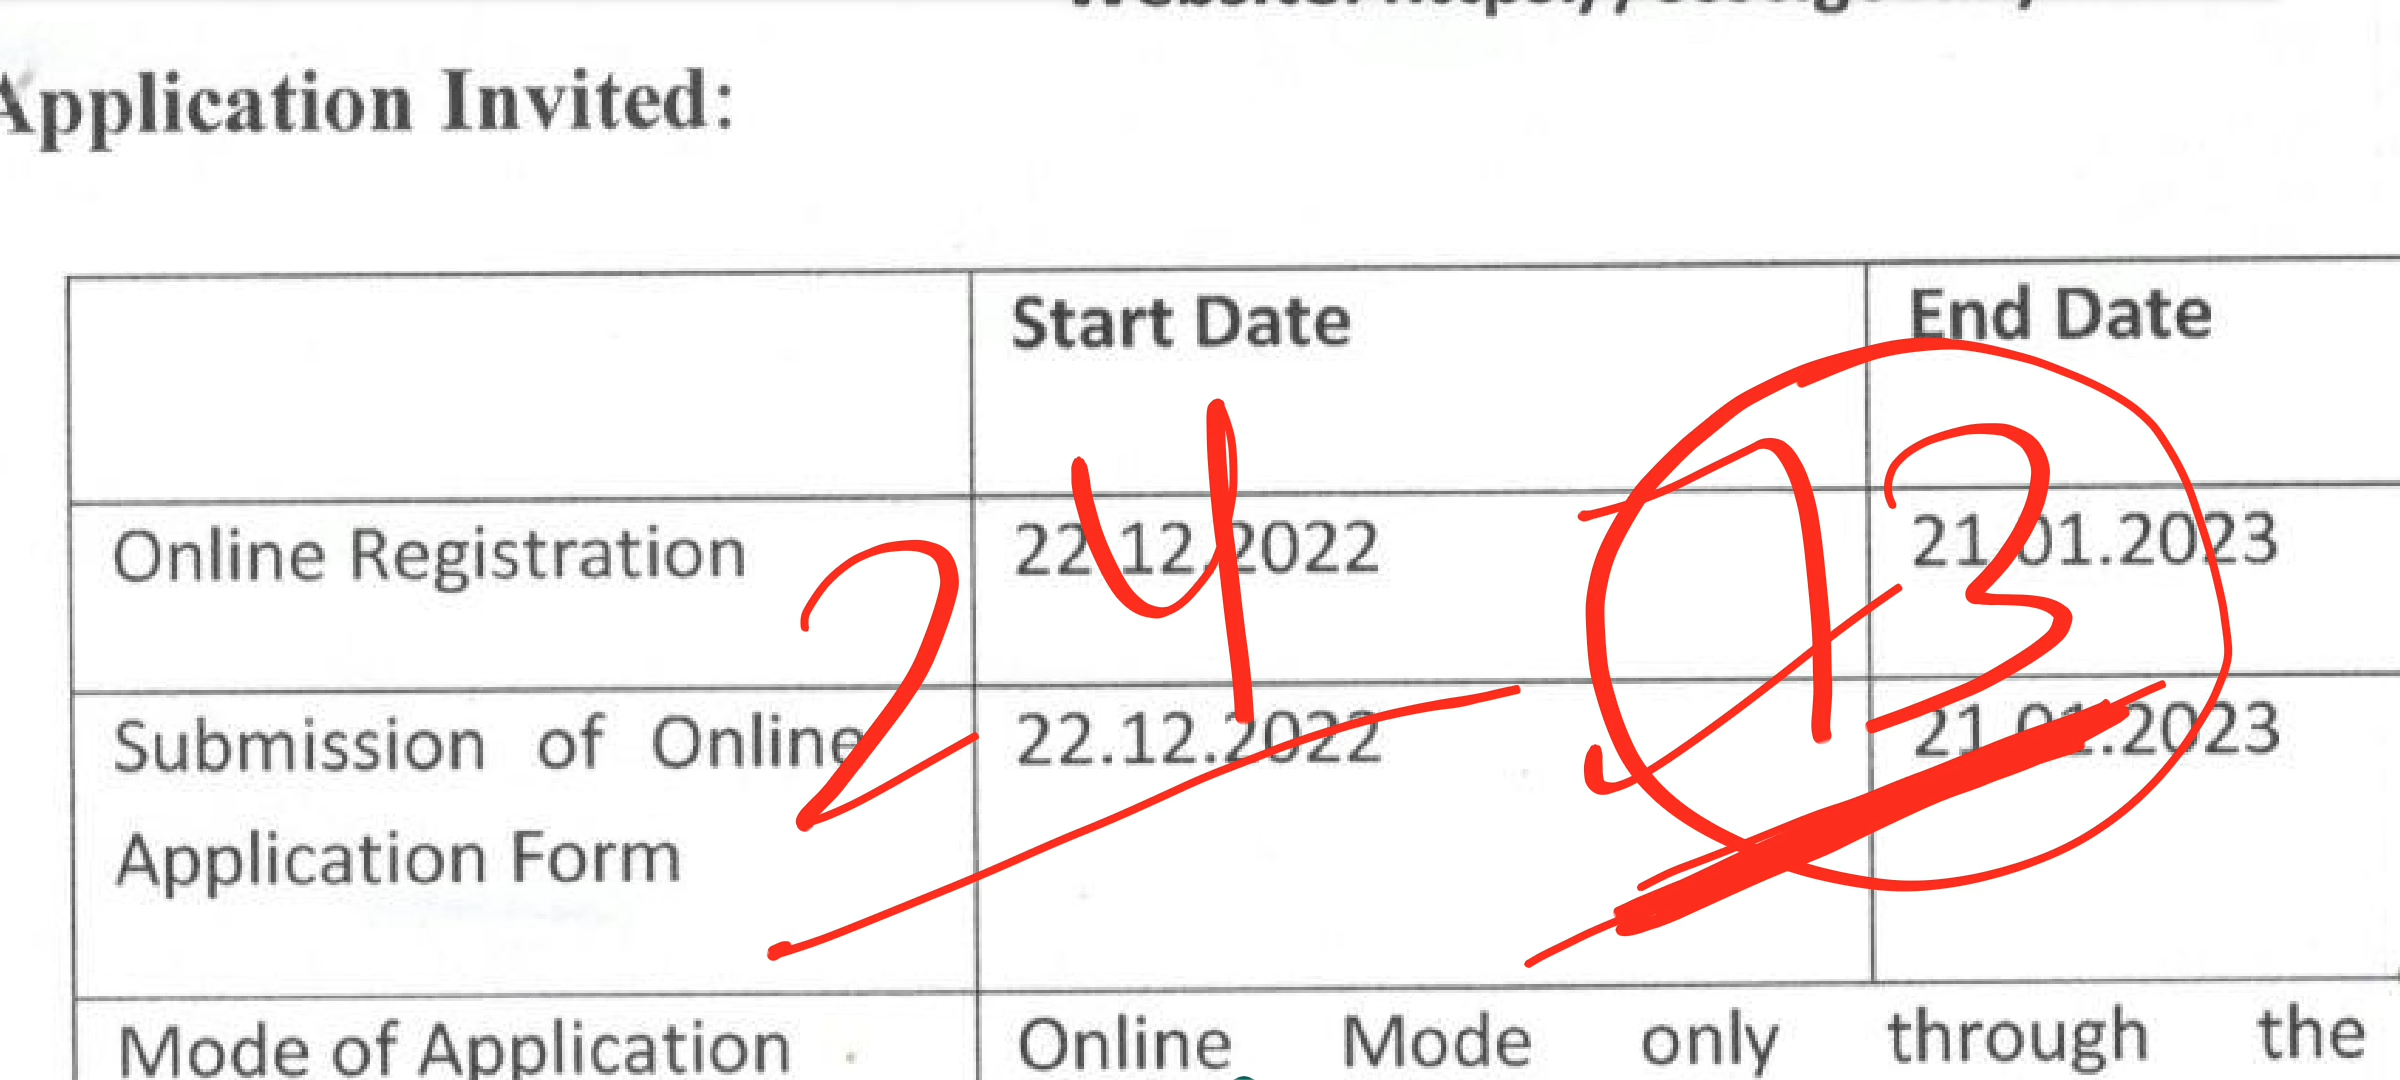 Application Invited:
Start Date End Date
Online Registration 22.12.2022 21.01.2023
Submission of Online 22.12.2022 21.01.2023
Application Form
Mode of Application Online Mode only through the
24
13